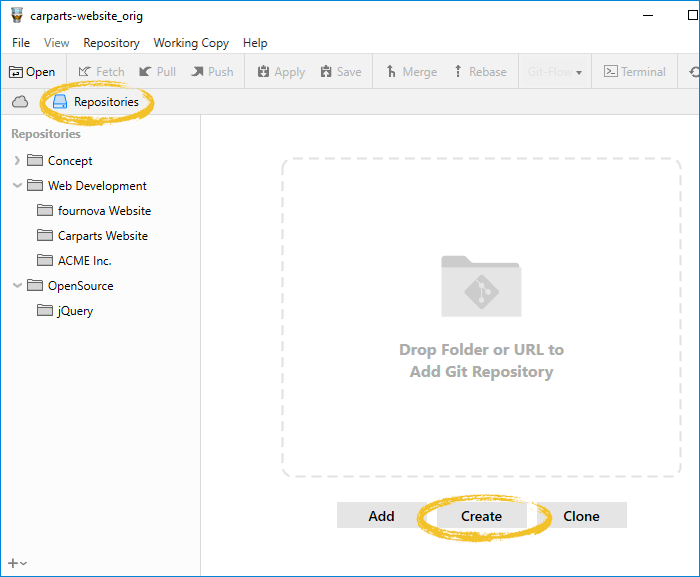 carparts-website_orig
File View Repository Working Copy Help
Open Fetch Pull Push Apply Save Merge Rebase Git-Flow Terminal
Repositories
Repositories
Concept
Web Development
fournova Website
Carparts Website
ACME Inc.
OpenSource
jQuery
Drop Folder or URL to
Add Git Repository
Add Create Clone